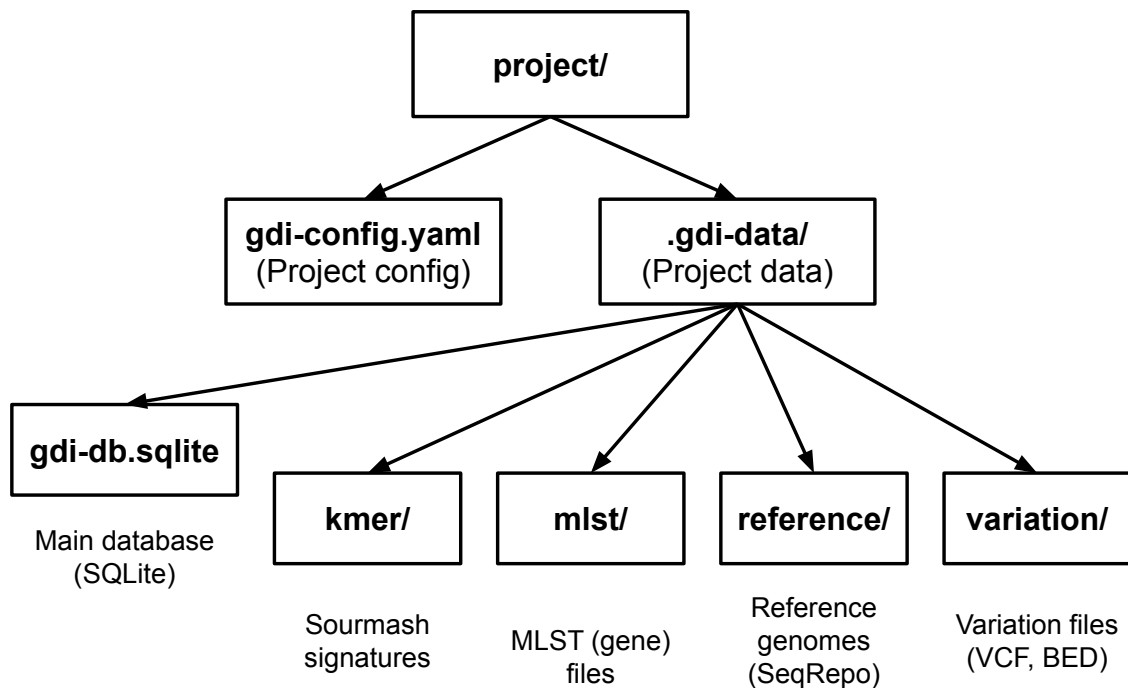 project/
gdi-config.yaml
(Project config)
.gdi-data/
(Project data)
gdi-db.sqlite
Main database
(SQLite)
kmer/
Sourmash
signatures
mlst/
MLST (gene)
files
reference/
Reference
genomes
(SeqRepo)
variation/
Variation files
(VCF, BED)